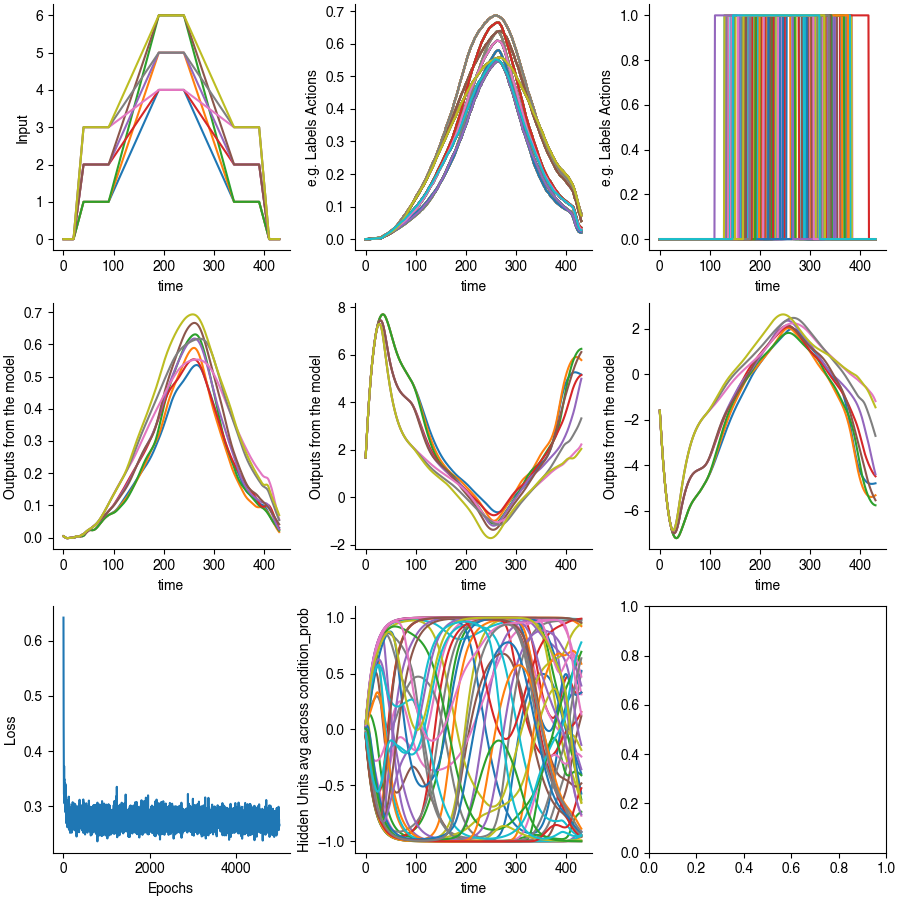 Input
6
5
4
3
2
1
0
0 100 200 300 400
time
e.g. Labels Actions
0.7
0.6
0.5
0.4
0.3
0.2
0.1
0.0
0 100 200 300 400
time
e.g. Labels Actions
1.0
0.8
0.6
0.4
0.2
0.0
0 100 200 300 400
time
Outputs from the model
0.7
0.6
0.5
0.4
0.3
0.2
0.1
0.0
0 100 200 300 400
time
Outputs from the model
8
6
4
2
0
−2
0 100 200 300 400
time
Outputs from the model
2
0
−2
−4
−6
0 100 200 300 400
time
Loss
0.6
0.5
0.4
0.3
0 2000 4000
Epochs
Hidden Units avg across condition_prob
1.0
0.5
0.0
−0.5
−1.0
0 100 200 300 400
time
1.0
0.8
0.6
0.4
0.2
0.0
0.0 0.2 0.4 0.6 0.8 1.0